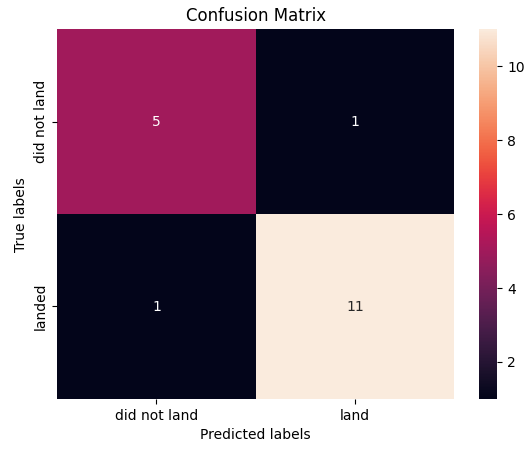 Confusion Matrix
True labels
did not land
landed
5
1
1
11
did not land
land
Predicted labels
10
8
6
4
2